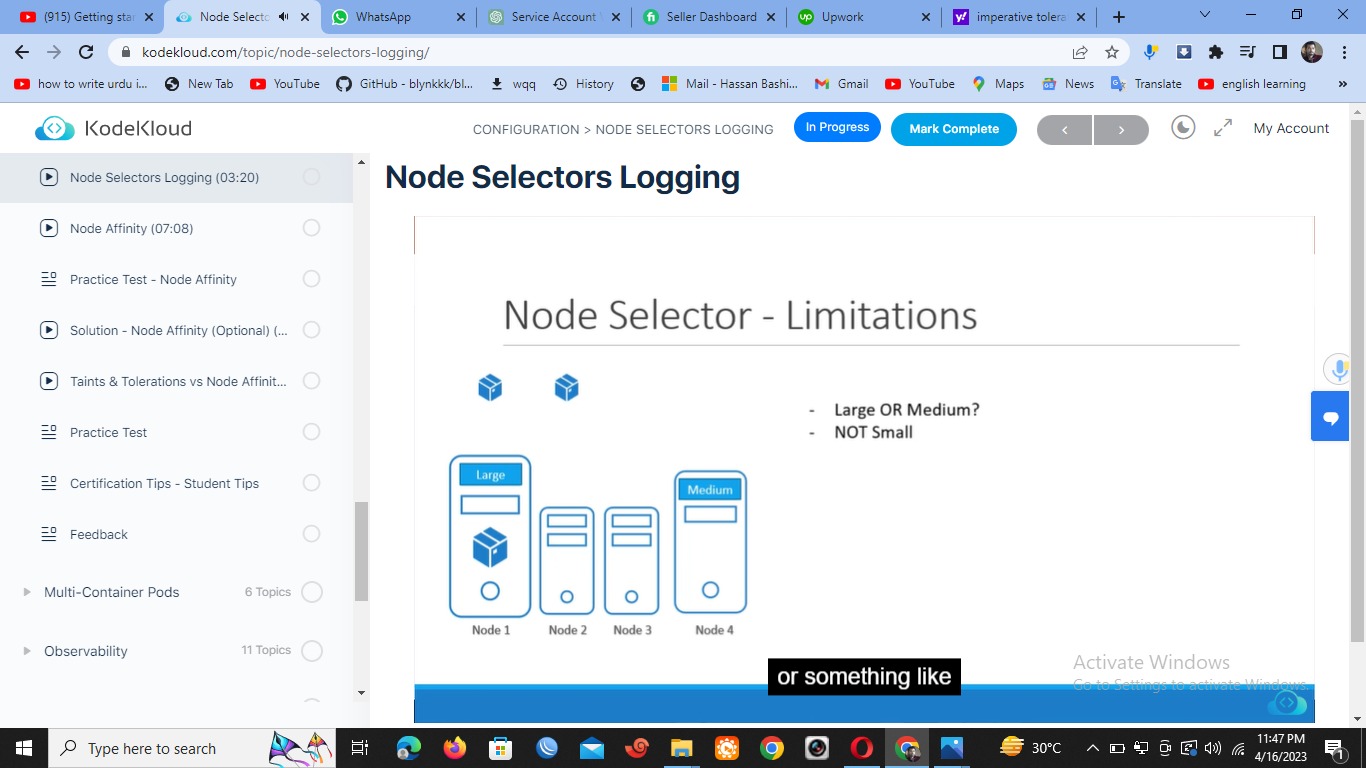 (915) Getting star
Node Selecto
WhatsApp
Service Account
Seller Dashboard
Upwork
imperative tolera
kodekloud.com/topic/node-selectors-logging/
how to write urdu i...
New Tab
YouTube
GitHub - blynkkk/bl...
wqq
History
Mail - Hassan Bashi...
Gmail
YouTube
Maps
News
Translate
english learning
»
KodeKloud
CONFIGURATION > NODE SELECTORS LOGGING
In Progress
Mark Complete
<
>
My Account
Node Selectors Logging (03:20)
Node Affinity (07:08)
Practice Test - Node Affinity
Solution - Node Affinity (Optional) (...
Taints & Tolerations vs Node Affinit...
Practice Test
Certification Tips - Student Tips
Feedback
Multi-Container Pods
6 Topics
Observability
11 Topics
Node Selectors Logging
Node Selector - Limitations
- Large OR Medium?
- NOT Small
Large
Medium
Node 1
Node 2
Node 3
Node 4
or something like
Activate Windows
Go to Settings to activate Windows.
Type here to search
30°C
11:47 PM
4/16/2023
1